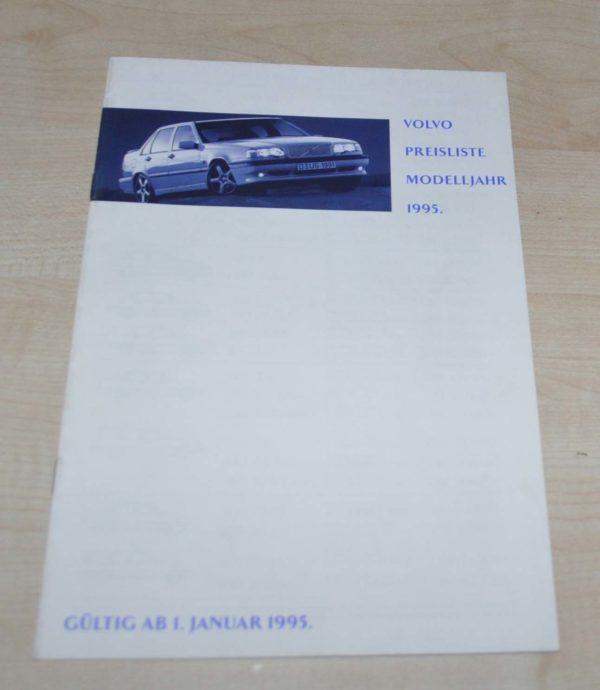 VOLVO
PREISLISTE
MODELLJAHR
1995.
GÜLTIG AB 1. JANUAR 1995.